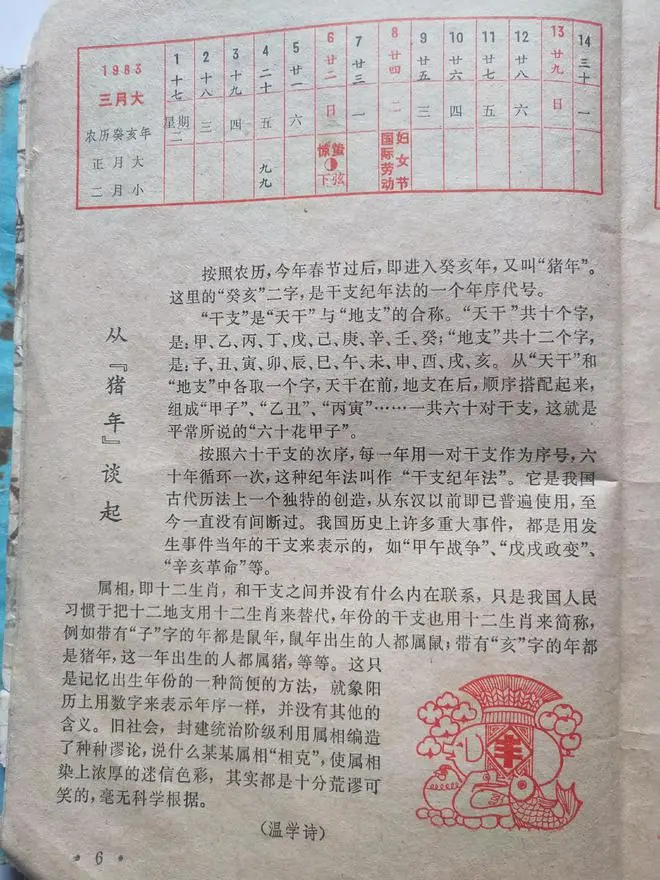 1983
三月大
农历癸亥年
正月大
二月小
1 2 3 4 5 6 7 8 9 10 11 12 13 14
十七 十八 十九 二十 廿一 廿二 廿三 廿四 廿五 廿六 廿七 廿八 廿九 三十
星期二 三 四 五 六 日 一 二 三 四 五 六 日 一
九九
惊蛰
下弦
国际劳动
妇女节
从『猪年』谈起
按照农历，今年春节过后，即进入癸亥年，又叫“猪年”。
这里的“癸亥”二字，是干支纪年法的一个年序代号。
“干支”是“天干”与“地支”的合称。“天干”共十个字，
是：甲、乙、丙、丁、戊、己、庚、辛、壬、癸；“地支”共十二个字，
是：子、丑、寅、卯、辰、巳、午、未、申、酉、戌、亥。从“天干”和
“地支”中各取一个字，天干在前，地支在后，顺序搭配起来，
组成“甲子”、“乙丑”、“丙寅”……一共六十对干支，这就是
平常所说的“六十花甲子”。
按照六十干支的次序，每一年用一对干支作为序号，六
十年循环一次，这种纪年法叫作“干支纪年法”。它是我国
古代历法上一个独特的创造，从东汉以前即已普遍使用，至
今一直没有间断过。我国历史上许多重大事件，都是用发
生事件当年的干支来表示的，如“甲午战争”、“戊戌政变”、
“辛亥革命”等。
属相，即十二生肖，和干支之间并没有什么内在联系，只是我国人民
习惯于把十二地支用十二生肖来替代，年份的干支也用十二生肖来简称，
例如带有“子”字的年都是鼠年，鼠年出生的人都属鼠；带有“亥”字的年都
是猪年，这一年出生的人都属猪，等等。这只
是记忆出生年份的一种简便的方法，就象阳
历上用数字来表示年序一样，并没有其他的
含义。旧社会，封建统治阶级利用属相编造
了种种谬论，说什么某某属相“相克”，使属相
染上浓厚的迷信色彩，其实都是十分荒谬可
笑的，毫无科学根据。
（温学诗）
·6·